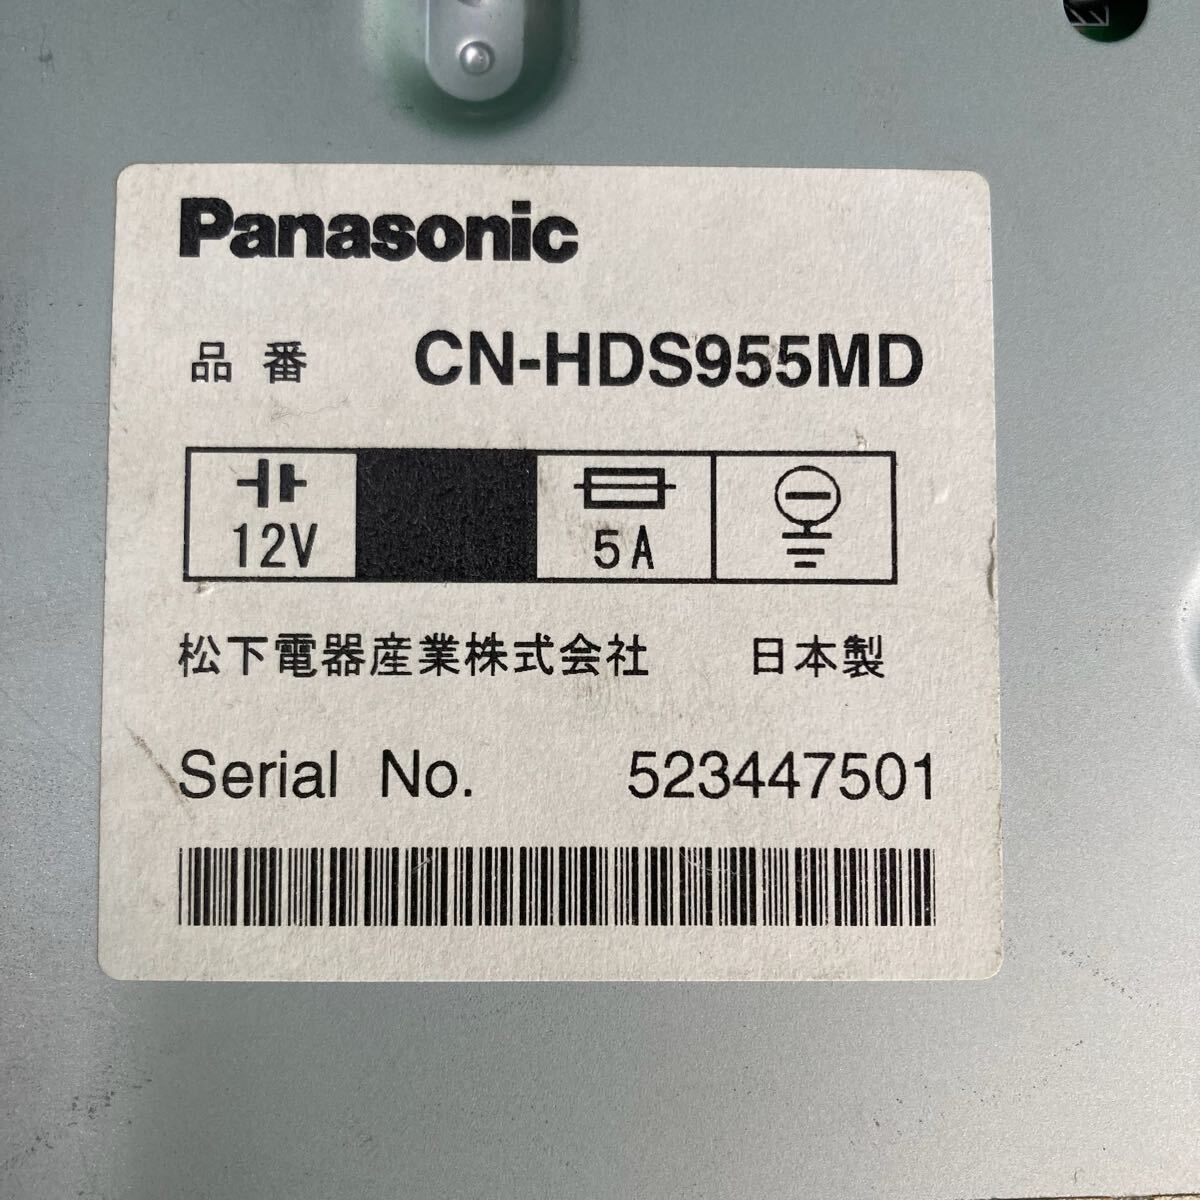 Panasonic
品番 CN-HDS955MD
12V 5A
松下電器産業株式会社 日本製
Serial No. 523447501